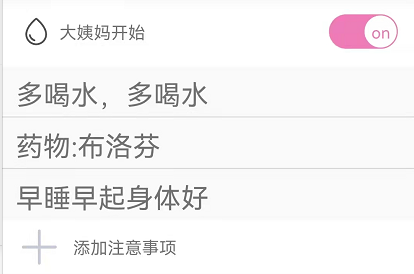 大姨妈开始
on
多喝水，多喝水
药物:布洛芬
早睡早起身体好
添加注意事项